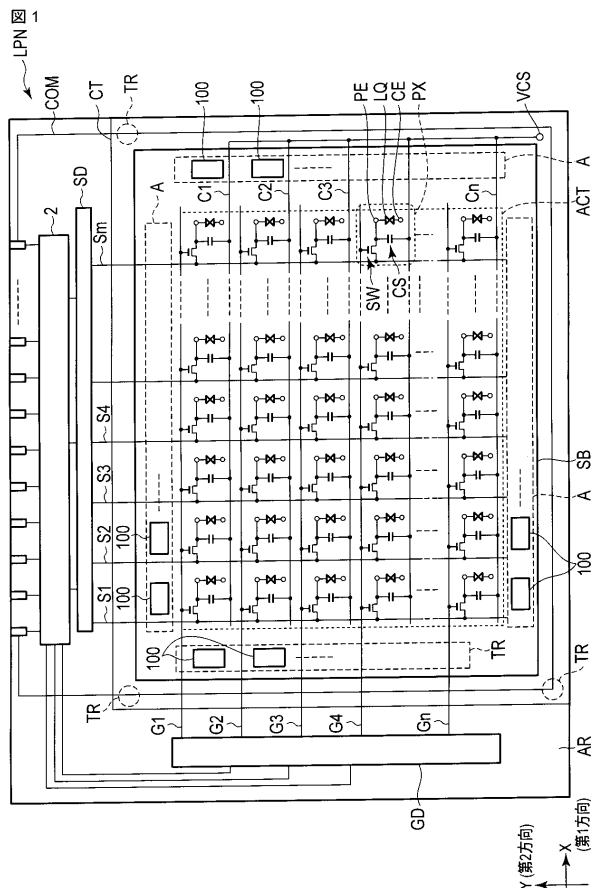 図1
LPN
COM
CT
TR
2
SD
Sm
S4
S3
S2
S1
100
100
A
100
100
C1
C2
C3
Cn
PE
LQ
CE
PX
VCS
A
ACT
SW
CS
100
TR
TR
G1
G2
G3
G4
Gn
GD
SB
A
100
TR
AR
Y (第2方向)
X
(第1方向)